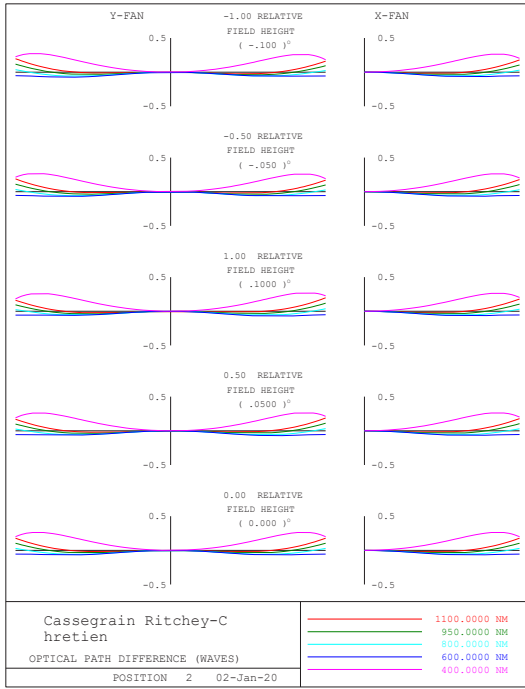 Y-FAN -1.00 RELATIVE X-FAN
FIELD HEIGHT
0.5 ( -.100 )° 0.5
-0.5 -0.5
-0.50 RELATIVE
FIELD HEIGHT
0.5 ( -.050 )° 0.5
-0.5 -0.5
1.00 RELATIVE
FIELD HEIGHT
0.5 ( .1000 )° 0.5
-0.5 -0.5
0.50 RELATIVE
FIELD HEIGHT
0.5 ( .0500 )° 0.5
-0.5 -0.5
0.00 RELATIVE
FIELD HEIGHT
0.5 ( 0.000 )° 0.5
-0.5 -0.5
Cassegrain Ritchey-C
hretien
OPTICAL PATH DIFFERENCE (WAVES)
POSITION 2 02-Jan-20
1100.0000 NM
950.0000 NM
800.0000 NM
600.0000 NM
400.0000 NM